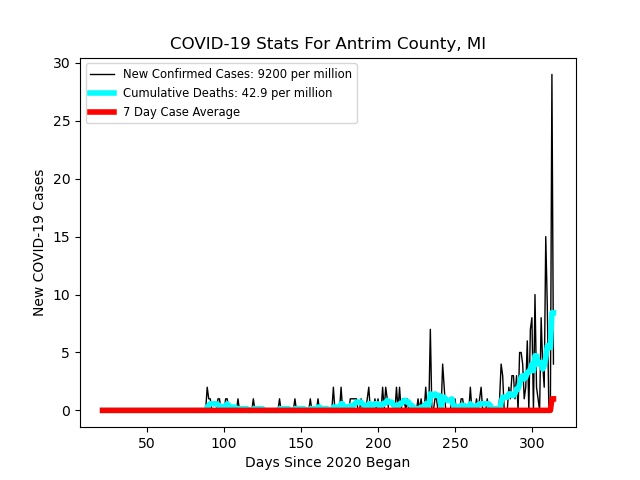 COVID-19 Stats For Antrim County, MI
New Confirmed Cases: 9200 per million
Cumulative Deaths: 42.9 per million
7 Day Case Average
30
25
20
15
10
5
0
New COVID-19 Cases
50 100 150 200 250 300
Days Since 2020 Began